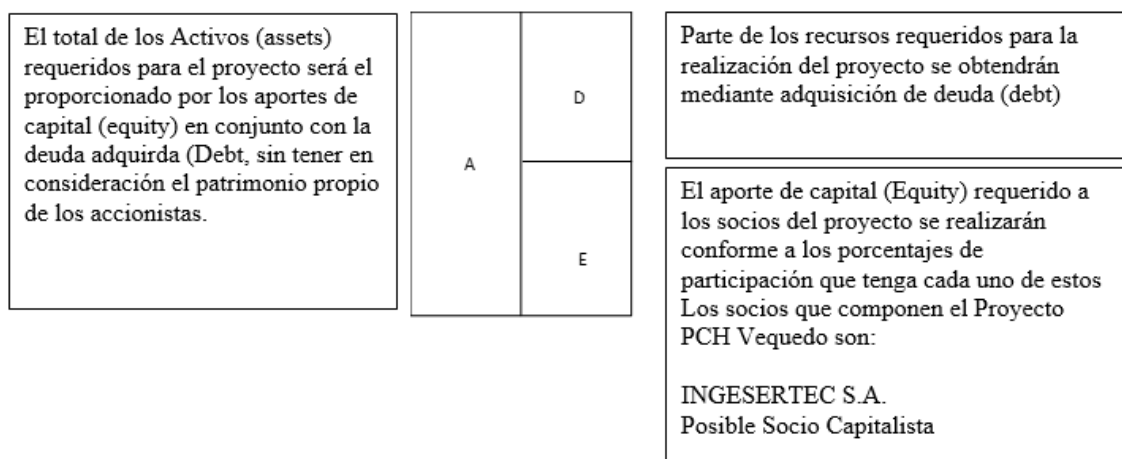 El total de los Activos (assets)
requeridos para el proyecto será el
proporcionado por los aportes de
capital (equity) en conjunto con la
deuda adquirda (Debt, sin tener en
consideración el patrimonio propio
de los accionistas.
A
D
E
Parte de los recursos requeridos para la
realización del proyecto se obtendrán
mediante adquisición de deuda (debt)
El aporte de capital (Equity) requerido a
los socios del proyecto se realizarán
conforme a los porcentajes de
participación que tenga cada uno de estos
Los socios que componen el Proyecto
PCH Vequedo son:
INGESERTEC S.A.
Posible Socio Capitalista